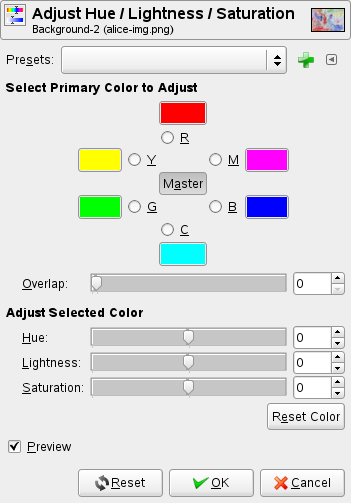 Adjust Hue / Lightness / Saturation
Background-2 (alice-img.png)
Presets:
Select Primary Color to Adjust
R
Y
M
Master
G
B
C
Overlap: 0
Adjust Selected Color
Hue: 0
Lightness: 0
Saturation: 0
Reset Color
Preview
Reset OK Cancel